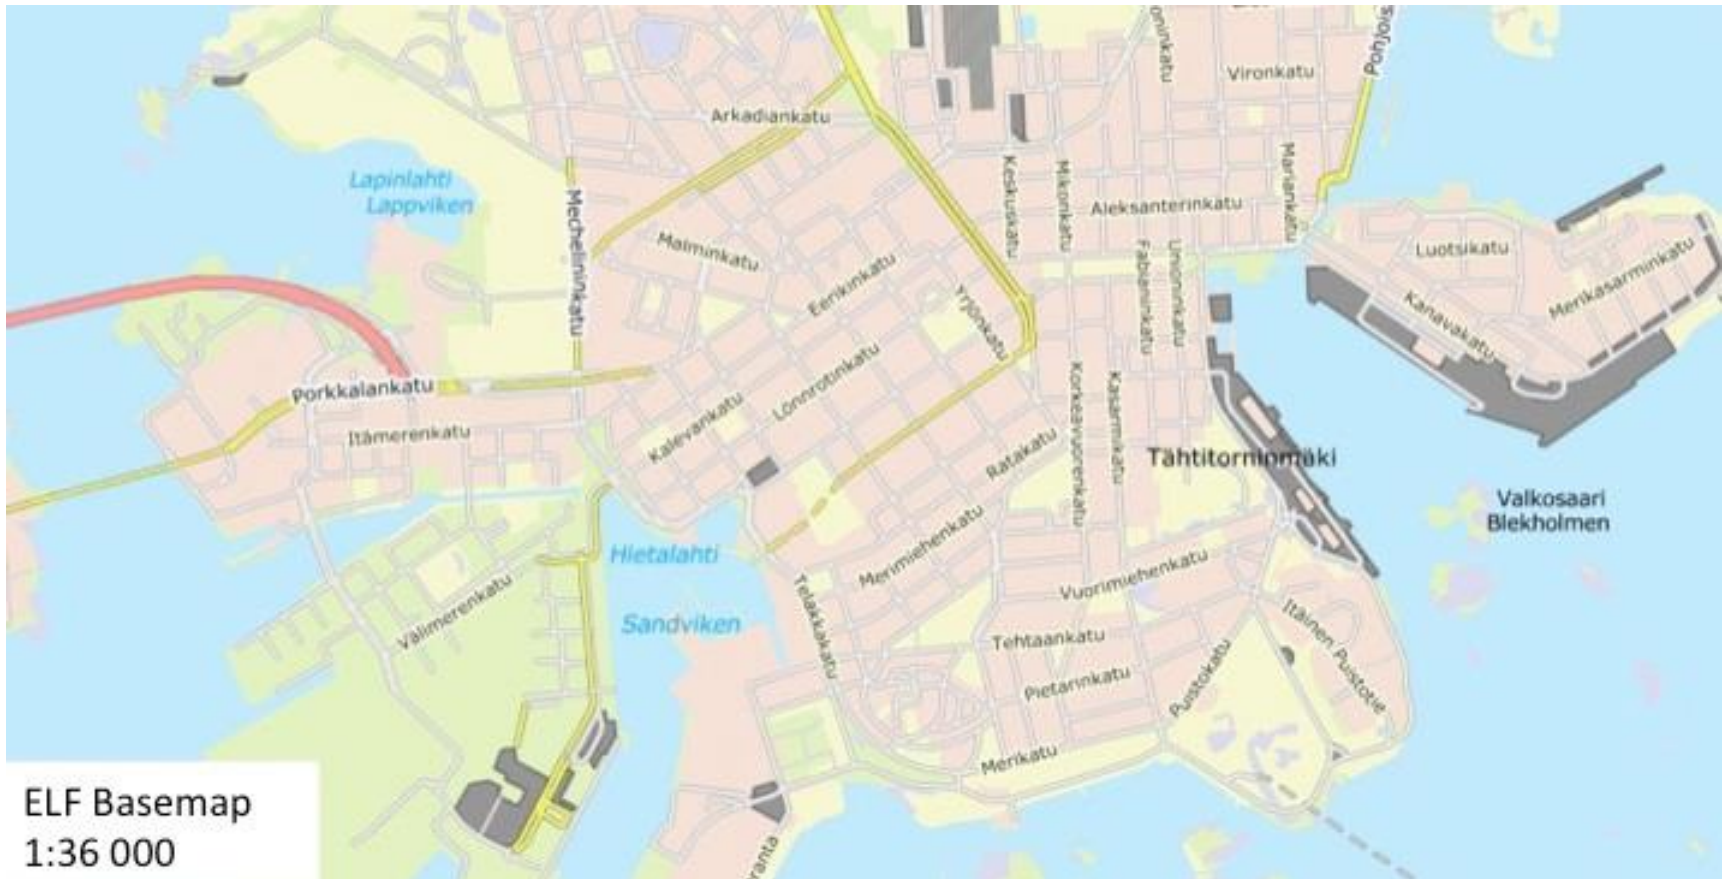 Vironkatu
Arkadiankatu
Lapinlahti
Lappviken
Mechelininkatu
Keskuskatu
Mikonkatu
Mariankatu
Aleksanterinkatu
Malminkatu
Eerikinkatu
Yrjönkatu
Fabianinkatu
Unioninkatu
Luotsikatu
Merikasarminkatu
Kanavakatu
Porkkalankatu
Itämerenkatu
Kalevankatu
Lönnrotinkatu
Ratakatu
Korkeavuorenkatu
Kasarmikatu
Tähtitorninmäki
Valkosaari
Blekholmen
Hietalahti
Sandviken
Merimiehenkatu
Vuorimiehenkatu
Välimerenkatu
Telakkakatu
Tehtaankatu
Pietarinkatu
Puistokatu
Itäinen Puistotie
Merikatu
ELF Basemap
1:36 000